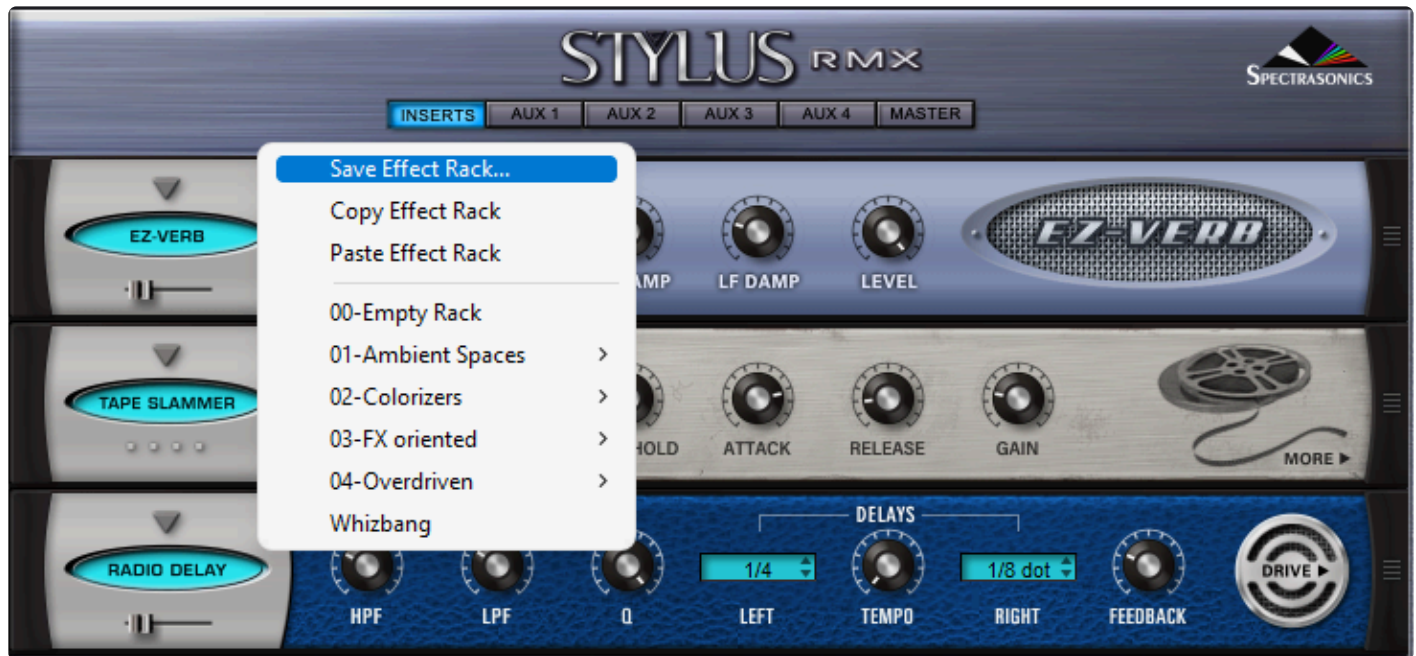 STYLUS RMX
SPECTRASONICS
INSERTS AUX 1 AUX 2 AUX 3 AUX 4 MASTER
Save Effect Rack...
Copy Effect Rack
Paste Effect Rack
00-Empty Rack
01-Ambient Spaces
02-Colorizers
03-FX oriented
04-Overdriven
Whizbang
EZ-VERB
AMP LF DAMP LEVEL
EZ-VERB
TAPE SLAMMER
HOLD ATTACK RELEASE GAIN
MORE
RADIO DELAY
DELAYS
1/4 1/8 dot
DRIVE
HPF LPF Q LEFT TEMPO RIGHT FEEDBACK